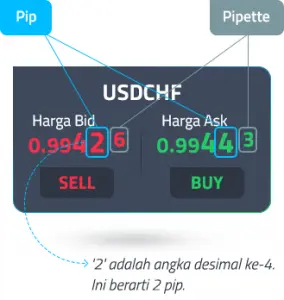 Pip
Pipette
USDCHF
Harga Bid
Harga Ask
0.99426
0.99443
SELL
BUY
'2' adalah angka desimal ke-4.
Ini berarti 2 pip.